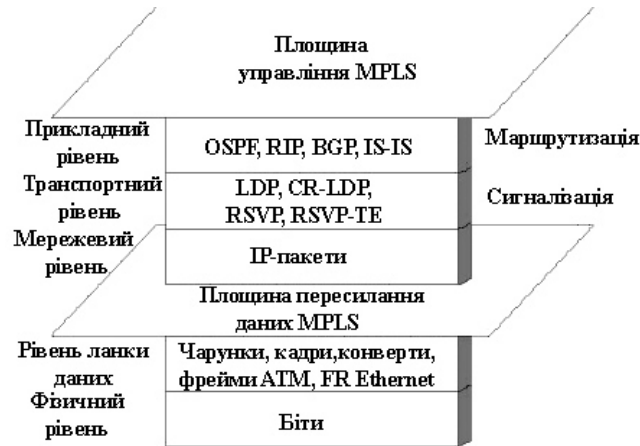 Площина
управління MPLS
Прикладний
рівень
OSPF, RIP, BGP, IS-IS
Маршрутизація
Транспортний
рівень
LDP, CR-LDP,
RSVP, RSVP-TE
Сигналізація
Мережевий
рівень
IP-пакети
Площина пересилання
даних MPLS
Рівень ланки
даних
Чарунки, кадри,конверти,
фрейми ATM, FR Ethernet
Фізичний
рівень
Біти